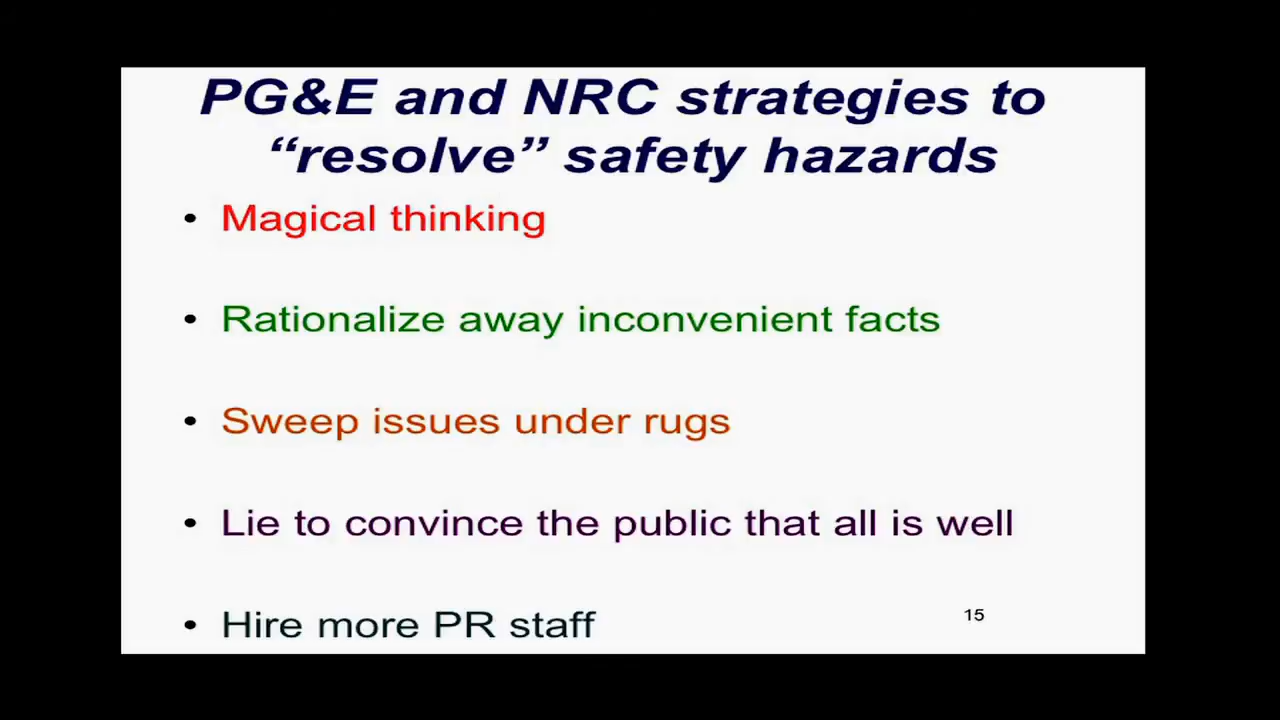 PG&E and NRC strategies to
“resolve” safety hazards
• Magical thinking
• Rationalize away inconvenient facts
• Sweep issues under rugs
• Lie to convince the public that all is well
• Hire more PR staff
15